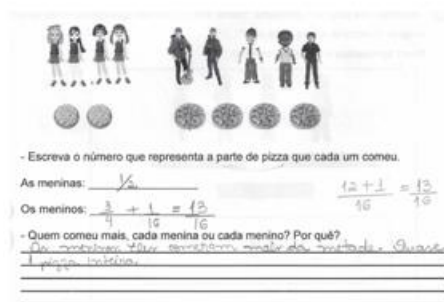 - Escreva o número que representa a parte de pizza que cada um comeu.
As meninas: 1/2
Os meninos: 3/4 + 1/16 = 13/16
12 + 1 / 16 = 13/16
- Quem comeu mais, cada menina ou cada menino? Por quê?
Os meninos comeram mais da metade. Quase
1 pizza inteira.